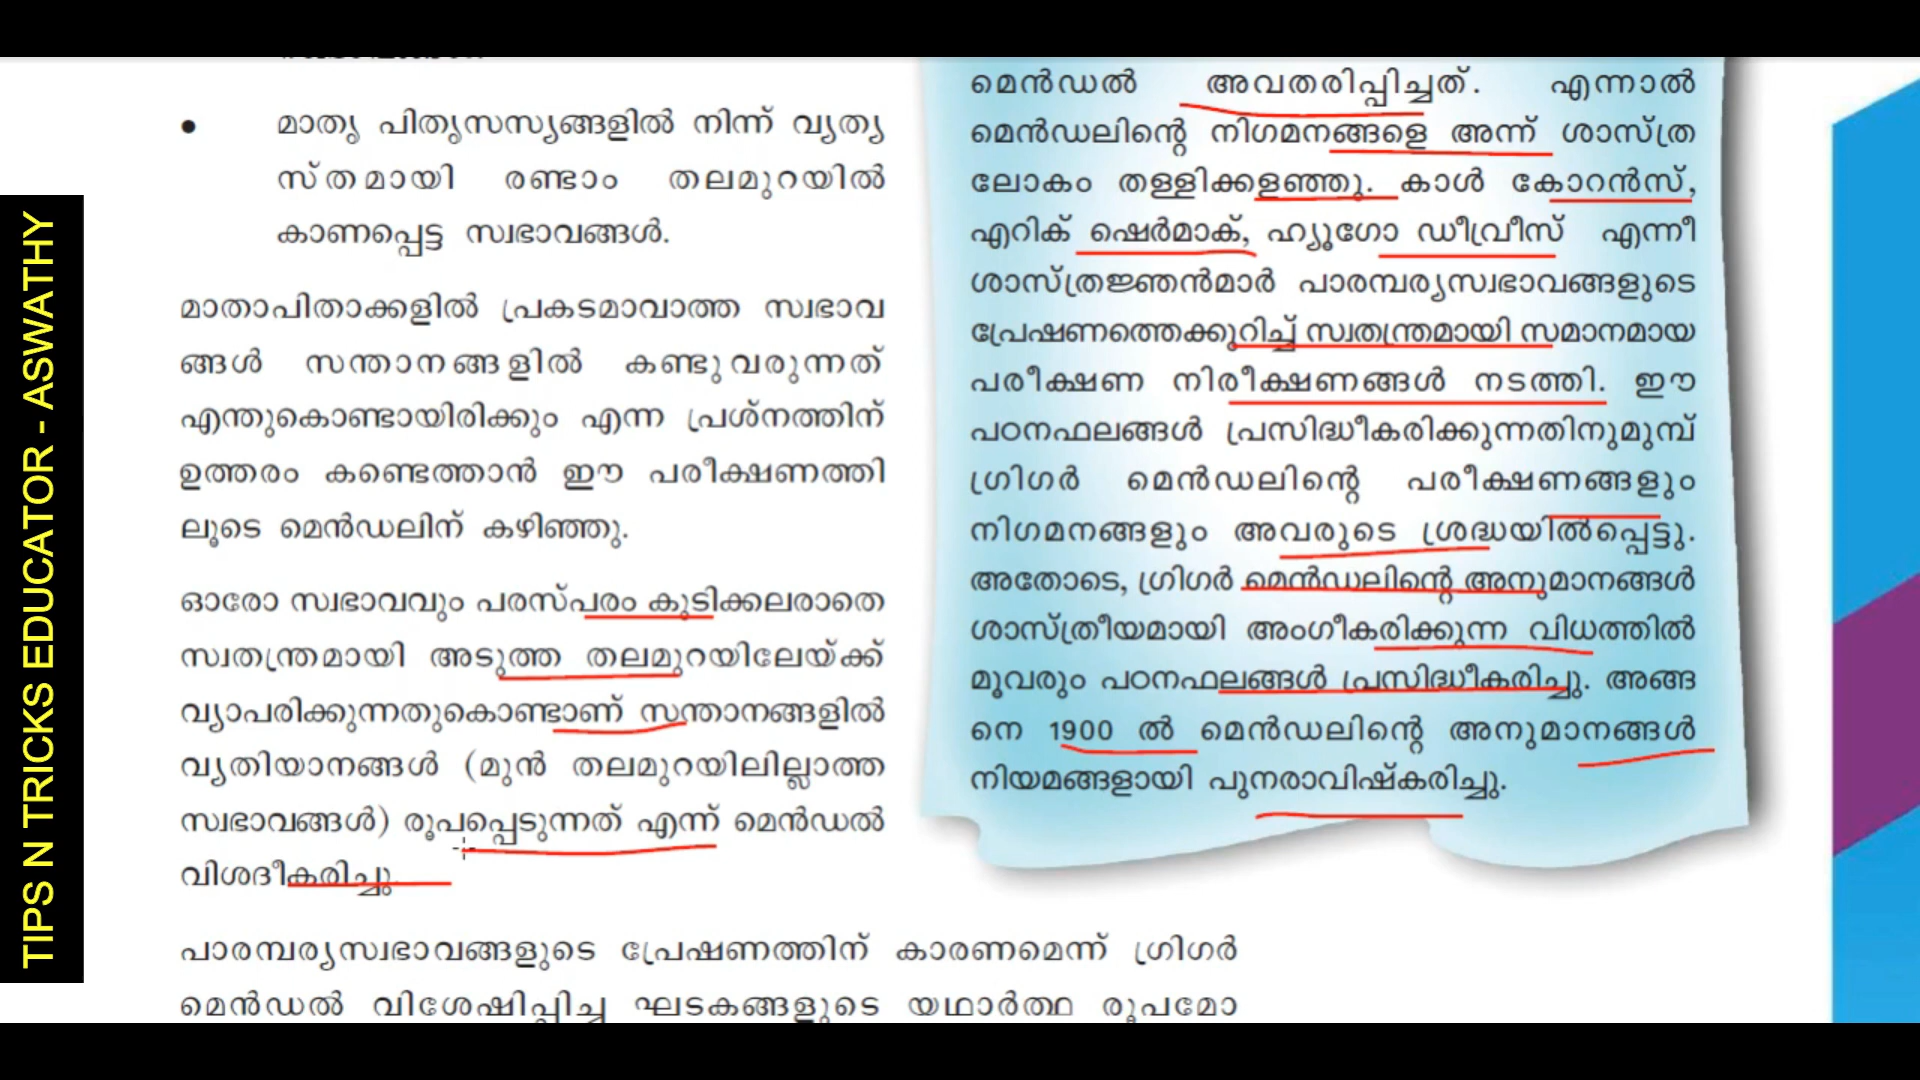 TIPS N TRICKS EDUCATOR - ASWATHY
● മാതൃ പിതൃസസ്യങ്ങളിൽ നിന്ന് വ്യത്യ
സ്തമായി രണ്ടാം തലമുറയിൽ
കാണപ്പെട്ട സ്വഭാവങ്ങൾ.
മാതാപിതാക്കളിൽ പ്രകടമാവാത്ത സ്വഭാവ
ങ്ങൾ സന്താനങ്ങളിൽ കണ്ടുവരുന്നത്
എന്തുകൊണ്ടായിരിക്കും എന്ന പ്രശ്നത്തിന്
ഉത്തരം കണ്ടെത്താൻ ഈ പരീക്ഷണത്തി
ലൂടെ മെൻഡലിന് കഴിഞ്ഞു.
ഓരോ സ്വഭാവവും പരസ്പരം കൂടിക്കലരാതെ
സ്വതന്ത്രമായി അടുത്ത തലമുറയിലേയ്ക്ക്
വ്യാപരിക്കുന്നതുകൊണ്ടാണ് സന്താനങ്ങളിൽ
വ്യതിയാനങ്ങൾ (മുൻ തലമുറയിലില്ലാത്ത
സ്വഭാവങ്ങൾ) രൂപപ്പെടുന്നത് എന്ന് മെൻഡൽ
വിശദീകരിച്ചു.
പാരമ്പര്യസ്വഭാവങ്ങളുടെ പ്രേഷണത്തിന് കാരണമെന്ന് ഗ്രിഗർ
മെൻഡൽ വിശേഷിപ്പിച്ച ഘടകങ്ങളുടെ യഥാർത്ഥ രൂപമോ
മെൻഡൽ അവതരിപ്പിച്ചത്. എന്നാൽ
മെൻഡലിന്റെ നിഗമനങ്ങളെ അന്ന് ശാസ്ത്ര
ലോകം തള്ളിക്കളഞ്ഞു. കാൾ കോറൻസ്,
എറിക് ഷെർമാക്, ഹ്യൂഗോ ഡീവ്രീസ് എന്നീ
ശാസ്ത്രജ്ഞൻമാർ പാരമ്പര്യസ്വഭാവങ്ങളുടെ
പ്രേഷണത്തെക്കുറിച്ച് സ്വതന്ത്രമായി സമാനമായ
പരീക്ഷണ നിരീക്ഷണങ്ങൾ നടത്തി. ഈ
പഠനഫലങ്ങൾ പ്രസിദ്ധീകരിക്കുന്നതിനുമുമ്പ്
ഗ്രിഗർ മെൻഡലിന്റെ പരീക്ഷണങ്ങളും
നിഗമനങ്ങളും അവരുടെ ശ്രദ്ധയിൽപ്പെട്ടു.
അതോടെ, ഗ്രിഗർ മെൻഡലിന്റെ അനുമാനങ്ങൾ
ശാസ്ത്രീയമായി അംഗീകരിക്കുന്ന വിധത്തിൽ
മൂവരും പഠനഫലങ്ങൾ പ്രസിദ്ധീകരിച്ചു. അങ്ങ
നെ 1900 ൽ മെൻഡലിന്റെ അനുമാനങ്ങൾ
നിയമങ്ങളായി പുനരാവിഷ്കരിച്ചു.